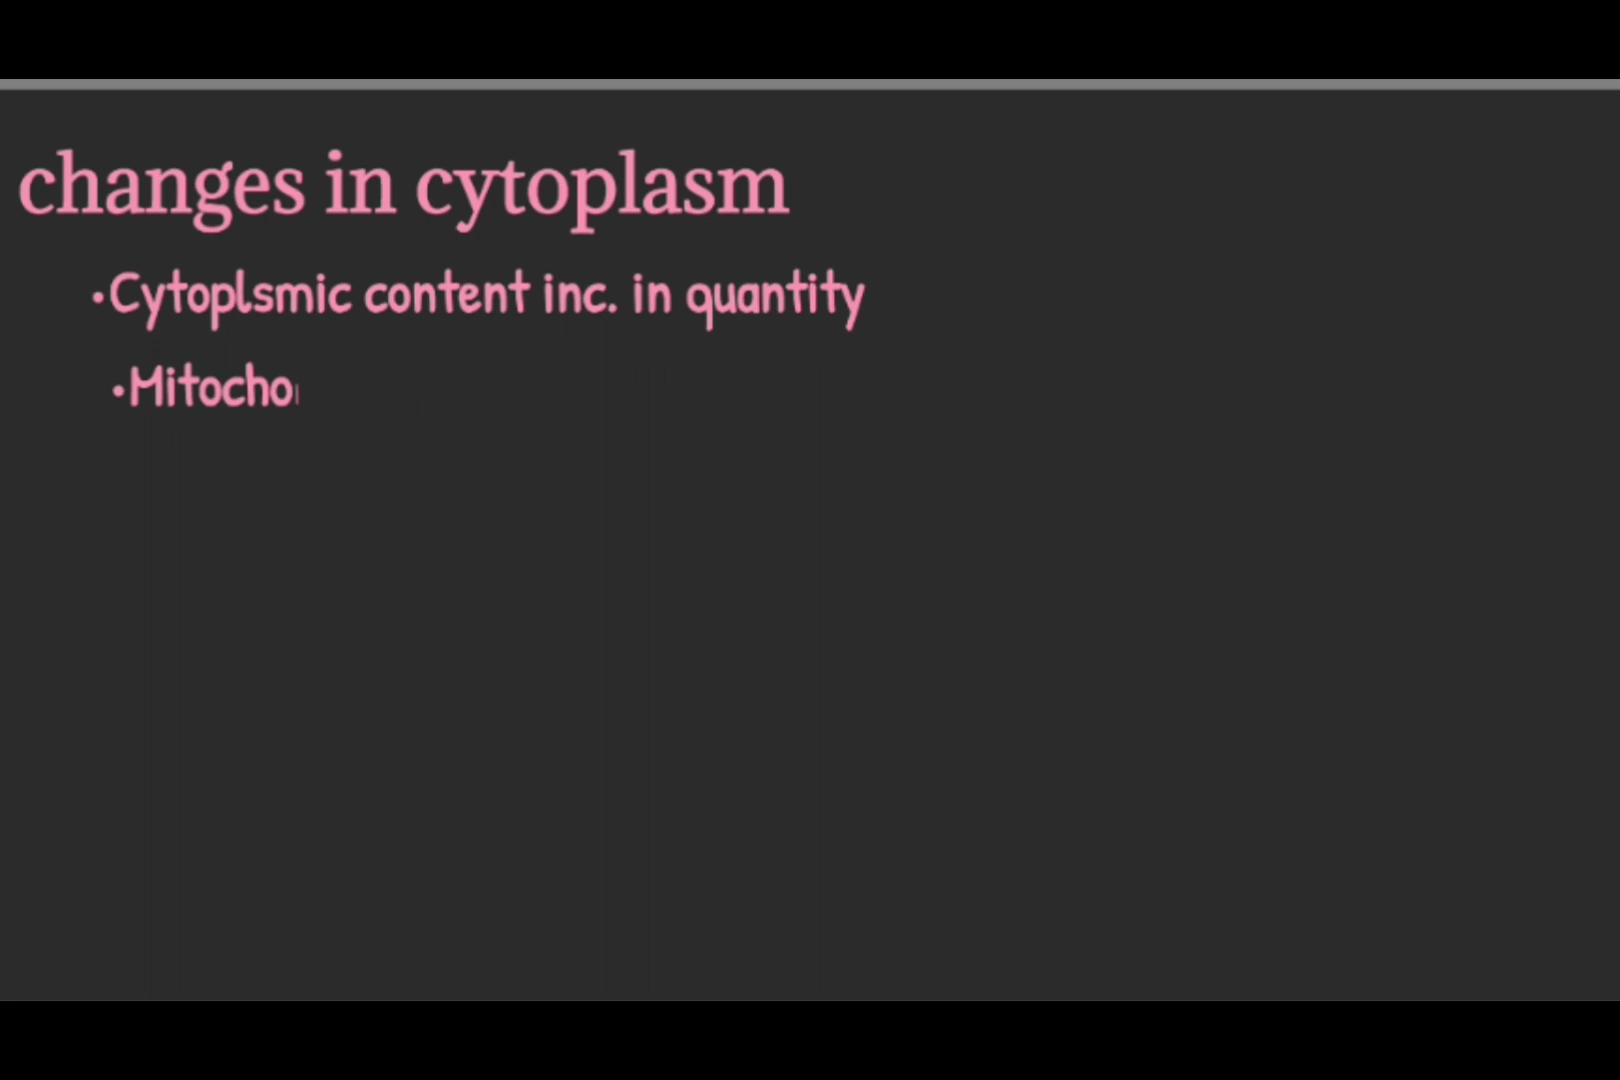 changes in cytoplasm
•Cytoplsmic content inc. in quantity
•Mitocho